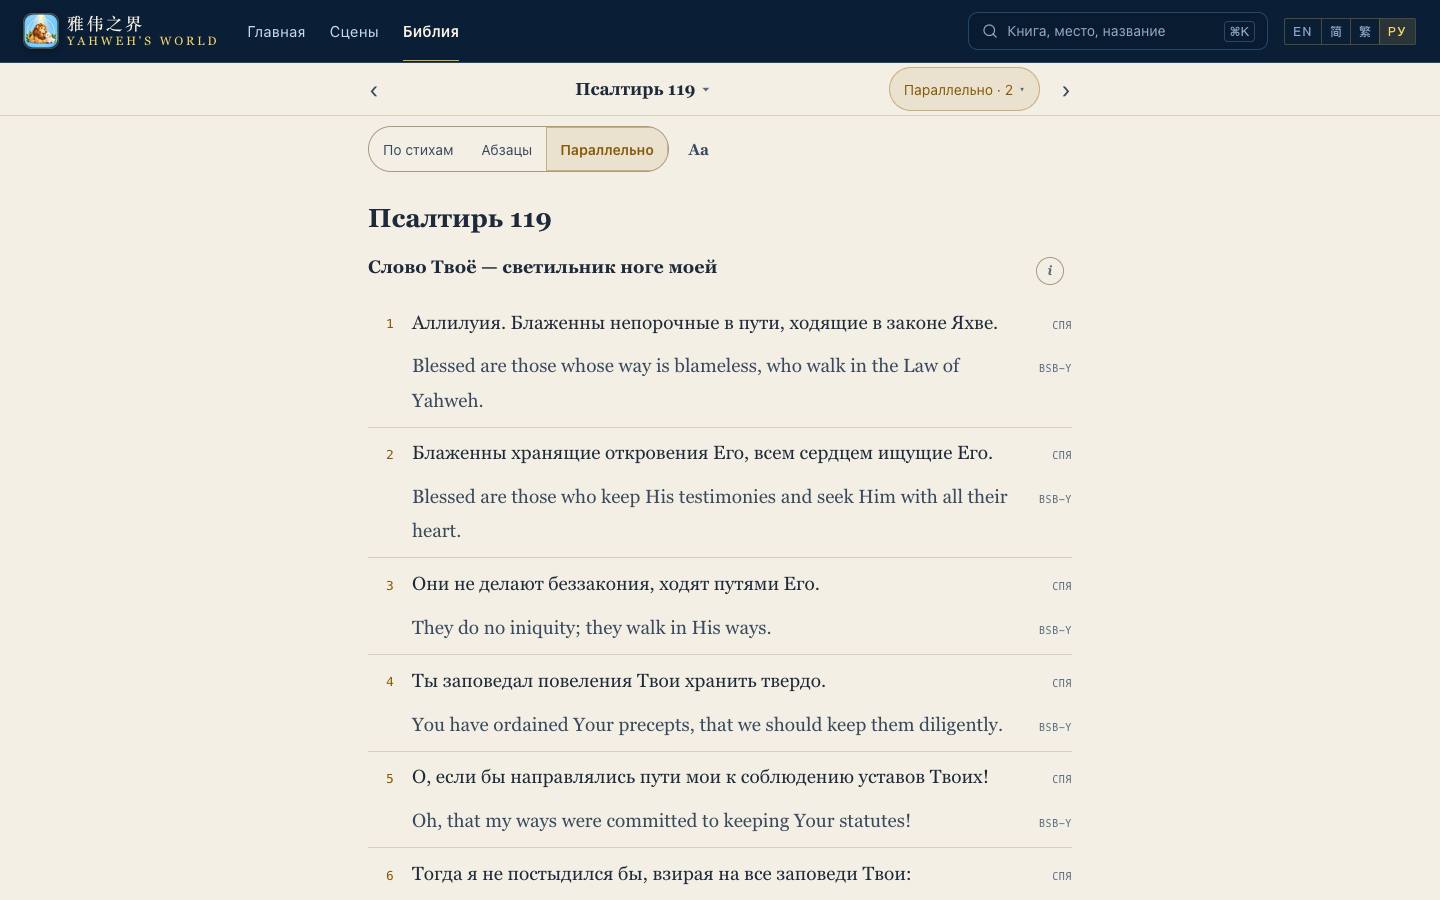 雅伟之界
YAHWEH'S WORLD
Главная
Сцены
Библия
Книга, место, название
⌘K
EN
简
繁
РУ
‹
Псалтирь 119
Параллельно · 2
›
По стихам
Абзацы
Параллельно
Aa
Псалтирь 119
Слово Твоё — светильник ноге моей
i
1 Аллилуия. Блаженны непорочные в пути, ходящие в законе Яхве. СПЯ
Blessed are those whose way is blameless, who walk in the Law of BSB-Y
Yahweh.
2 Блаженны хранящие откровения Его, всем сердцем ищущие Его. СПЯ
Blessed are those who keep His testimonies and seek Him with all their BSB-Y
heart.
3 Они не делают беззакония, ходят путями Его. СПЯ
They do no iniquity; they walk in His ways. BSB-Y
4 Ты заповедал повеления Твои хранить твердо. СПЯ
You have ordained Your precepts, that we should keep them diligently. BSB-Y
5 О, если бы направлялись пути мои к соблюдению уставов Твоих! СПЯ
Oh, that my ways were committed to keeping Your statutes! BSB-Y
6 Тогда я не постыдился бы, взирая на все заповеди Твои: СПЯ